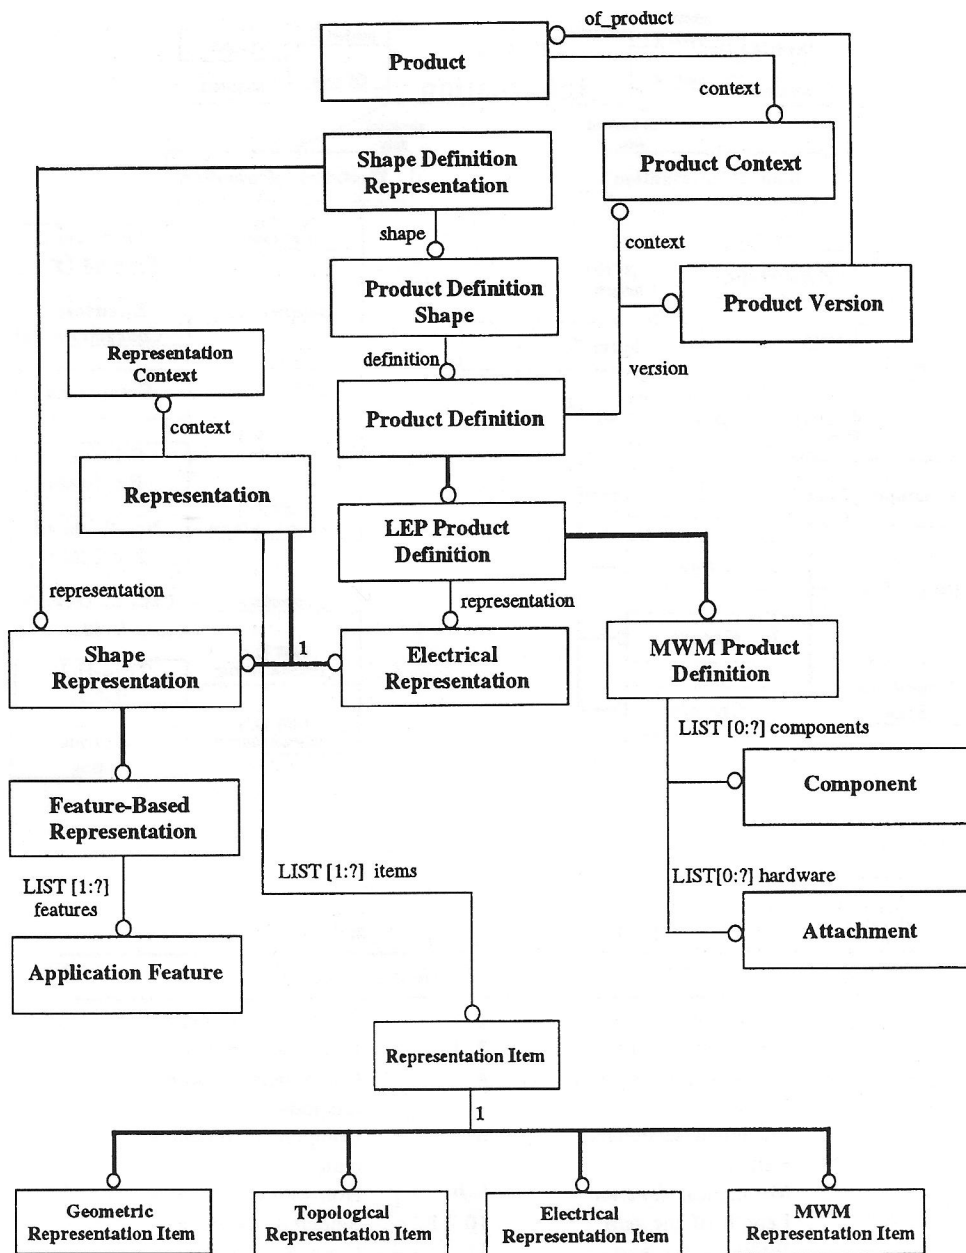 of_product
Product
context
Shape Definition
Representation
Product Context
shape
context
Product Definition
Shape
Product Version
Representation
Context
definition
version
Product Definition
context
Representation
LEP Product
Definition
representation
representation
Shape
Representation
1
Electrical
Representation
MWM Product
Definition
LIST [0:?] components
Component
Feature-Based
Representation
LIST [1:?] items
LIST[0:?] hardware
LIST [1:?]
features
Attachment
Application Feature
Representation Item
1
Geometric
Representation Item
Topological
Representation Item
Electrical
Representation Item
MWM
Representation Item